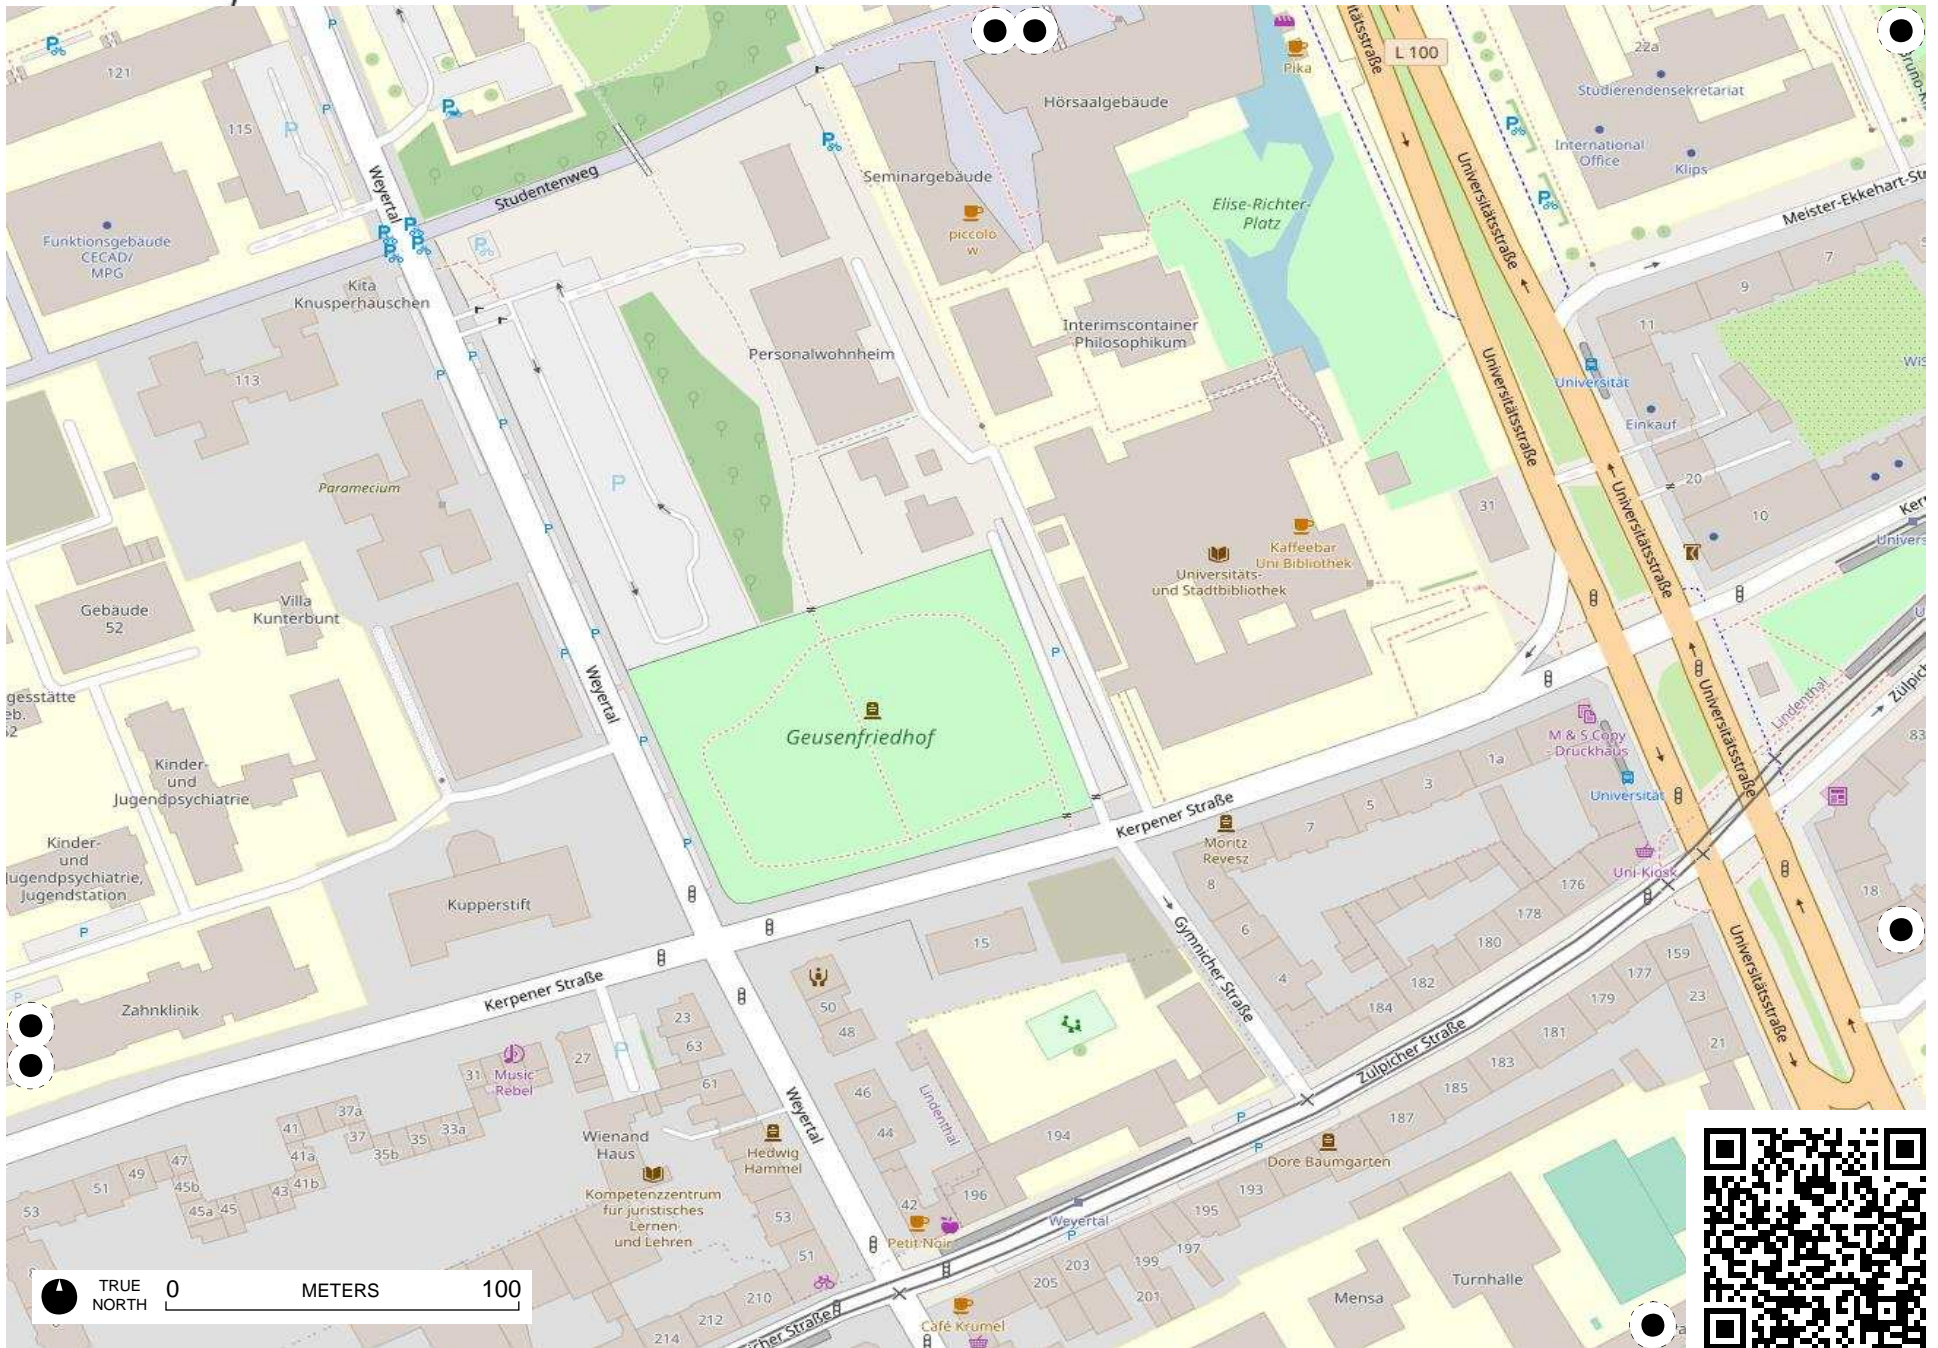 L 100
Universitätsstraße
22a
Studierendensekretariat
121
Pika
Hörsaalgebäude
115
P
International
Office
Klips
Weyertal
Studentenweg
Seminargebäude
Universitätsstraße
Meister-Ekkehart-Str
Elise-Richter-
Platz
Funktionsgebäude
CECAD/
MPG
piccolo
w
7
9
Kita
Knusperhäuschen
11
Interimscontainer
Philosophikum
Personalwohnheim
Universität
113
Universitätsstraße
Einkauf
Paramecium
P
20
31
10
Kaffeebar
Uni Bibliothek
Universitäts-
und Stadtbibliothek
Universitätsstraße
Gebäude
52
Villa
Kunterbunt
Weyertal
Geusenfriedhof
Universitätsstraße
Lindenthal
Zülpich
M & S Copy
- Druckhaus
83
1a
3
5
7
Universität
Kinder-
und
Jugendpsychiatrie
Kerpener Straße
Moritz
Revesz
Kinder-
und
Jugendpsychiatrie,
Jugendstation
Uni-Kiosk
176
178
180
182
184
8
6
4
18
Kupperstift
15
Gymnicher Straße
159
177
179
181
183
185
187
23
21
Universitätsstraße
Kerpener Straße
Zahnklinik
50
48
23
63
61
27
31
Music
Rebel
P
Zülpicher Straße
Weyertal
46
44
42
Lindenthal
194
196
37a
41
37
35
33a
35b
41a
41b
43
47
45b
45a
45
49
51
53
Wienand
Haus
Hedwig
Hammel
Kompetenzzentrum
für juristisches
Lernen
und Lehren
53
51
Dore Baumgarten
193
195
197
199
201
203
205
Weyertal
Petit Noir
Café Krümel
210
212
214
cher Straße
Mensa
Turnhalle
TRUE
NORTH
0
METERS
100